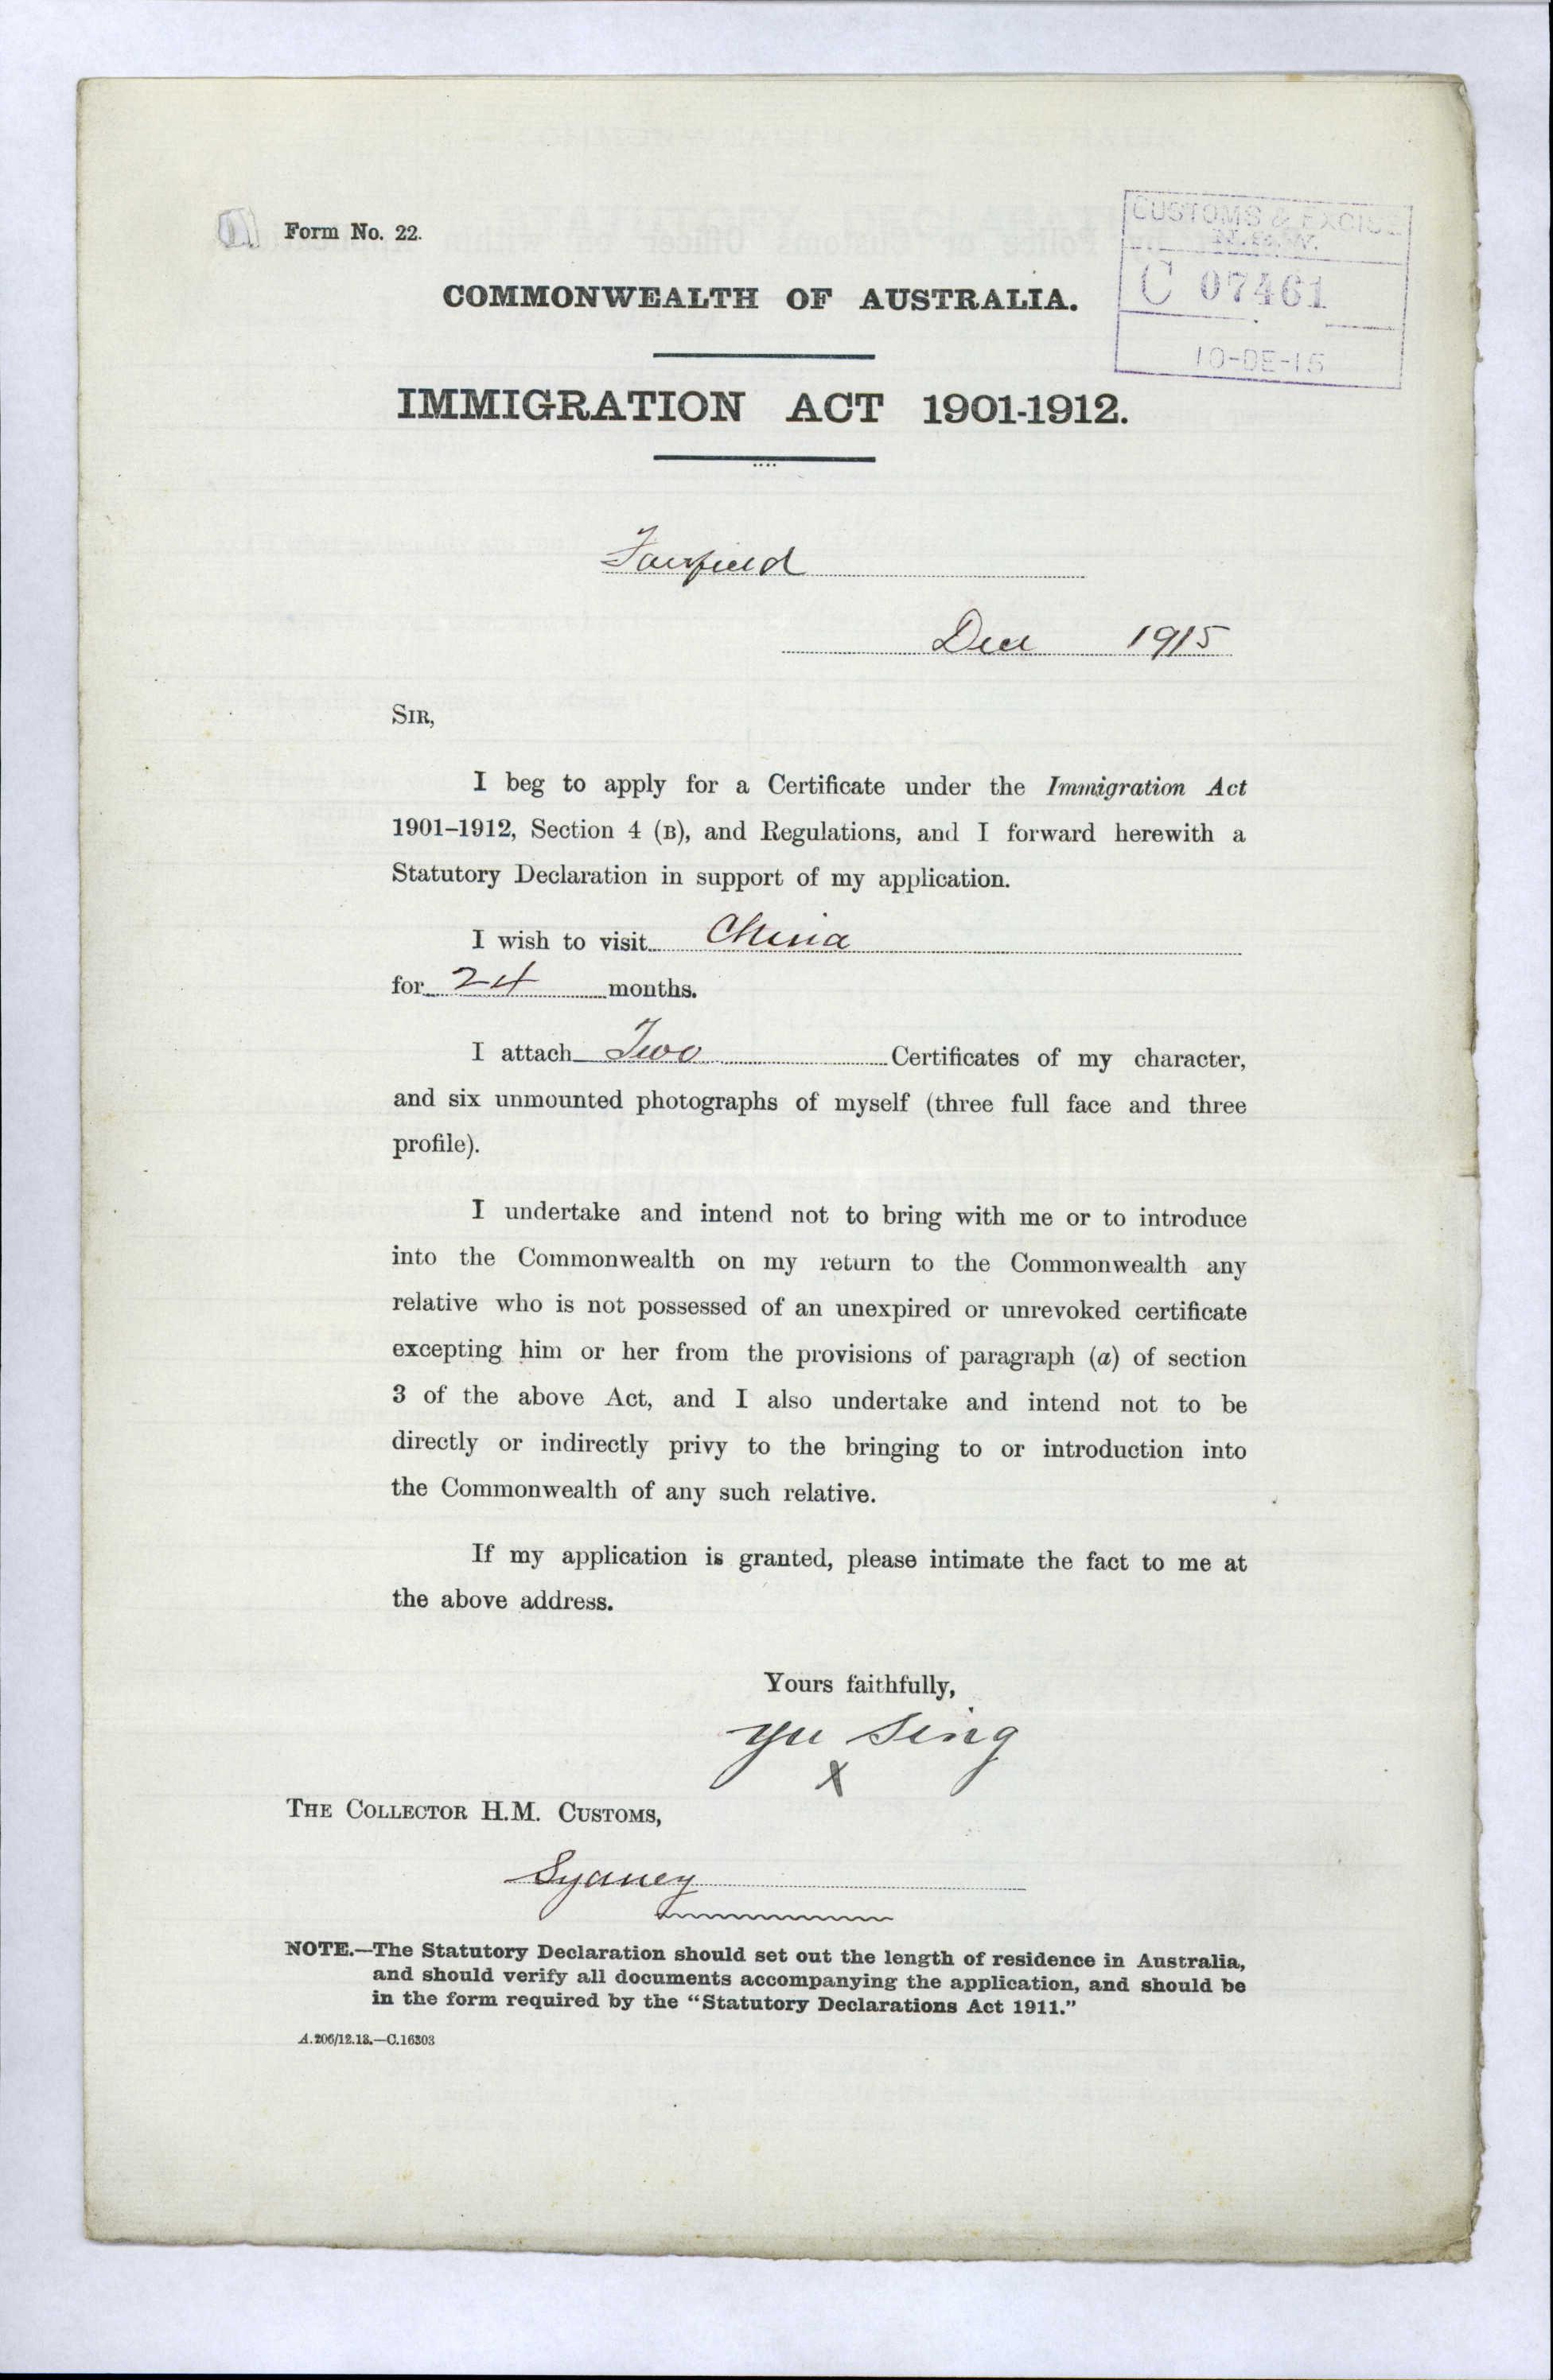 Form No. 22.
CUSTOMS & EXCISE
N.S.W.
C 07461
10-DE-15
COMMONWEALTH OF AUSTRALIA.
IMMIGRATION ACT 1901-1912.
Fairfield
Dec 1915
SIR,
I beg to apply for a Certificate under the Immigration Act
1901–1912, Section 4 (B), and Regulations, and I forward herewith a
Statutory Declaration in support of my application.
I wish to visit China
for 24 months.
I attach Two Certificates of my character,
and six unmounted photographs of myself (three full face and three
profile).
I undertake and intend not to bring with me or to introduce
into the Commonwealth on my return to the Commonwealth any
relative who is not possessed of an unexpired or unrevoked certificate
excepting him or her from the provisions of paragraph (a) of section
3 of the above Act, and I also undertake and intend not to be
directly or indirectly privy to the bringing to or introduction into
the Commonwealth of any such relative.
If my application is granted, please intimate the fact to me at
the above address.
Yours faithfully,
Yu Sing
X
THE COLLECTOR H.M. CUSTOMS,
Sydney
NOTE.—The Statutory Declaration should set out the length of residence in Australia,
and should verify all documents accompanying the application, and should be
in the form required by the “Statutory Declarations Act 1911.”
A.206/12.13.—C.16303